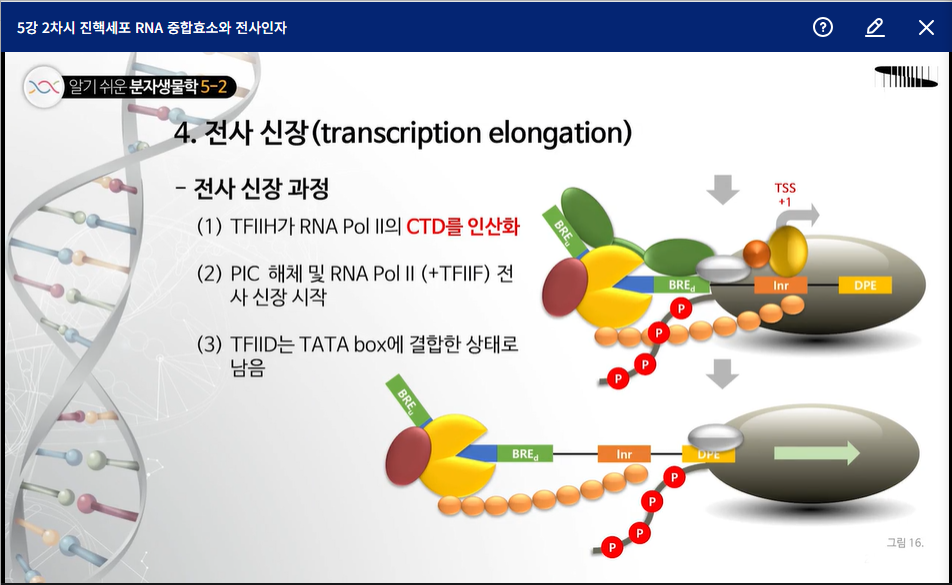 5강 2차시 진핵세포 RNA 중합효소와 전사인자
알기 쉬운 분자생물학 5-2
4. 전사 신장(transcription elongation)
- 전사 신장 과정
(1) TFIIH가 RNA Pol II의 CTD를 인산화
(2) PIC 해체 및 RNA Pol II (+TFIIF) 전
사 신장 시작
(3) TFIID는 TATA box에 결합한 상태로
남음
TSS
+1
BREu
BREd
Inr
DPE
P
P
P
P
BREu
BREd
Inr
DPE
P
P
P
P
그림 16.